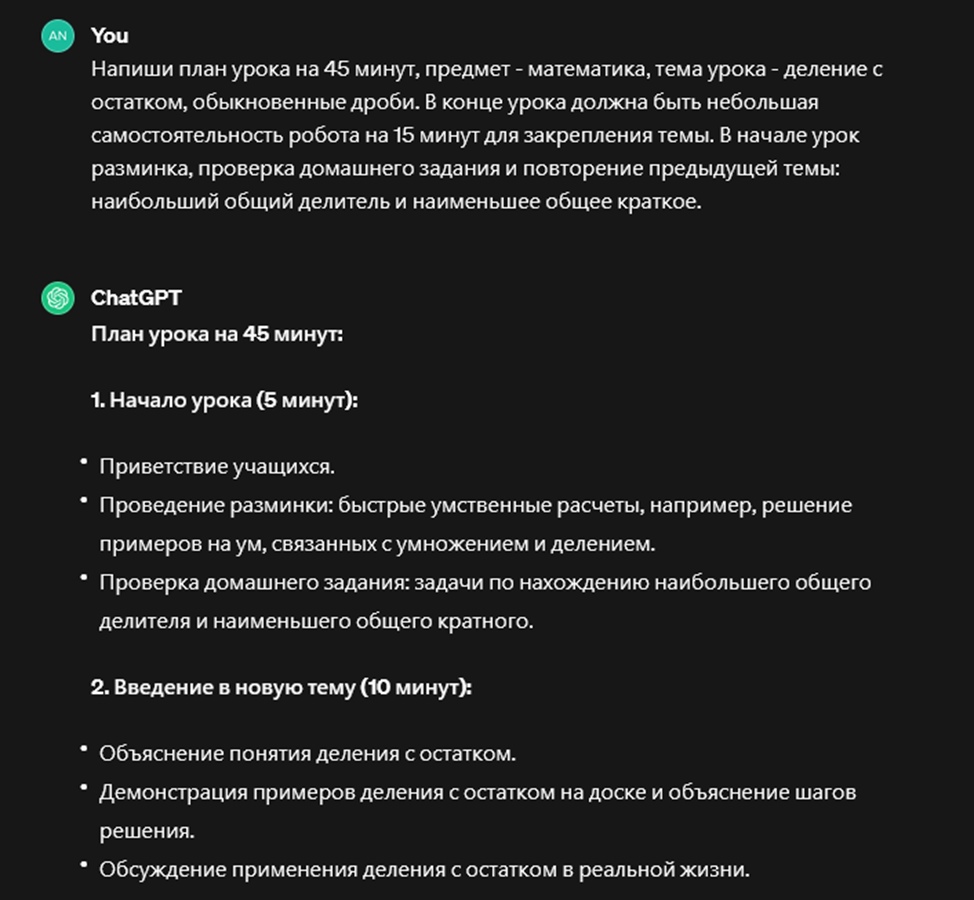 AN You
Напиши план урока на 45 минут, предмет - математика, тема урока - деление с
остатком, обыкновенные дроби. В конце урока должна быть небольшая
самостоятельность робота на 15 минут для закрепления темы. В начале урок
разминка, проверка домашнего задания и повторение предыдущей темы:
наибольший общий делитель и наименьшее общее краткое.
ChatGPT
План урока на 45 минут:
1. Начало урока (5 минут):
• Приветствие учащихся.
• Проведение разминки: быстрые умственные расчеты, например, решение
примеров на ум, связанных с умножением и делением.
• Проверка домашнего задания: задачи по нахождению наибольшего общего
делителя и наименьшего общего кратного.
2. Введение в новую тему (10 минут):
• Объяснение понятия деления с остатком.
• Демонстрация примеров деления с остатком на доске и объяснение шагов
решения.
• Обсуждение применения деления с остатком в реальной жизни.